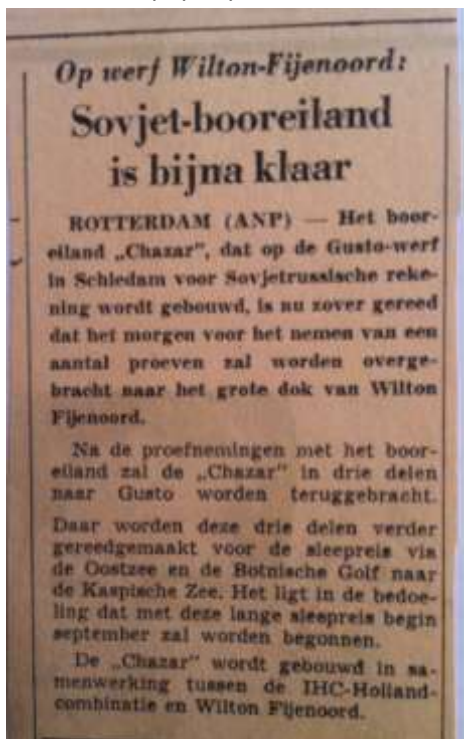 Op werf Wilton-Fijenoord:
Sovjet-booreiland
is bijna klaar
ROTTERDAM (ANP) — Het boor-
eiland „Chazar”, dat op de Gusto-werf
in Schiedam voor Sovjetrussische reke-
ning wordt gebouwd, is nu zover gereed
dat het morgen voor het nemen van een
aantal proeven zal worden overge-
bracht naar het grote dok van Wilton
Fijenoord.
Na de proefnemingen met het boor-
eiland zal de „Chazar” in drie delen
naar Gusto worden teruggebracht.
Daar worden deze drie delen verder
gereedgemaakt voor de sleepreis via
de Oostzee en de Botnische Golf naar
de Kaspische Zee. Het ligt in de bedoe-
ling dat met deze lange sleepreis begin
september zal worden begonnen.
De „Chazar” wordt gebouwd in sa-
menwerking tussen de IHC-Holland-
combinatie en Wilton Fijenoord.